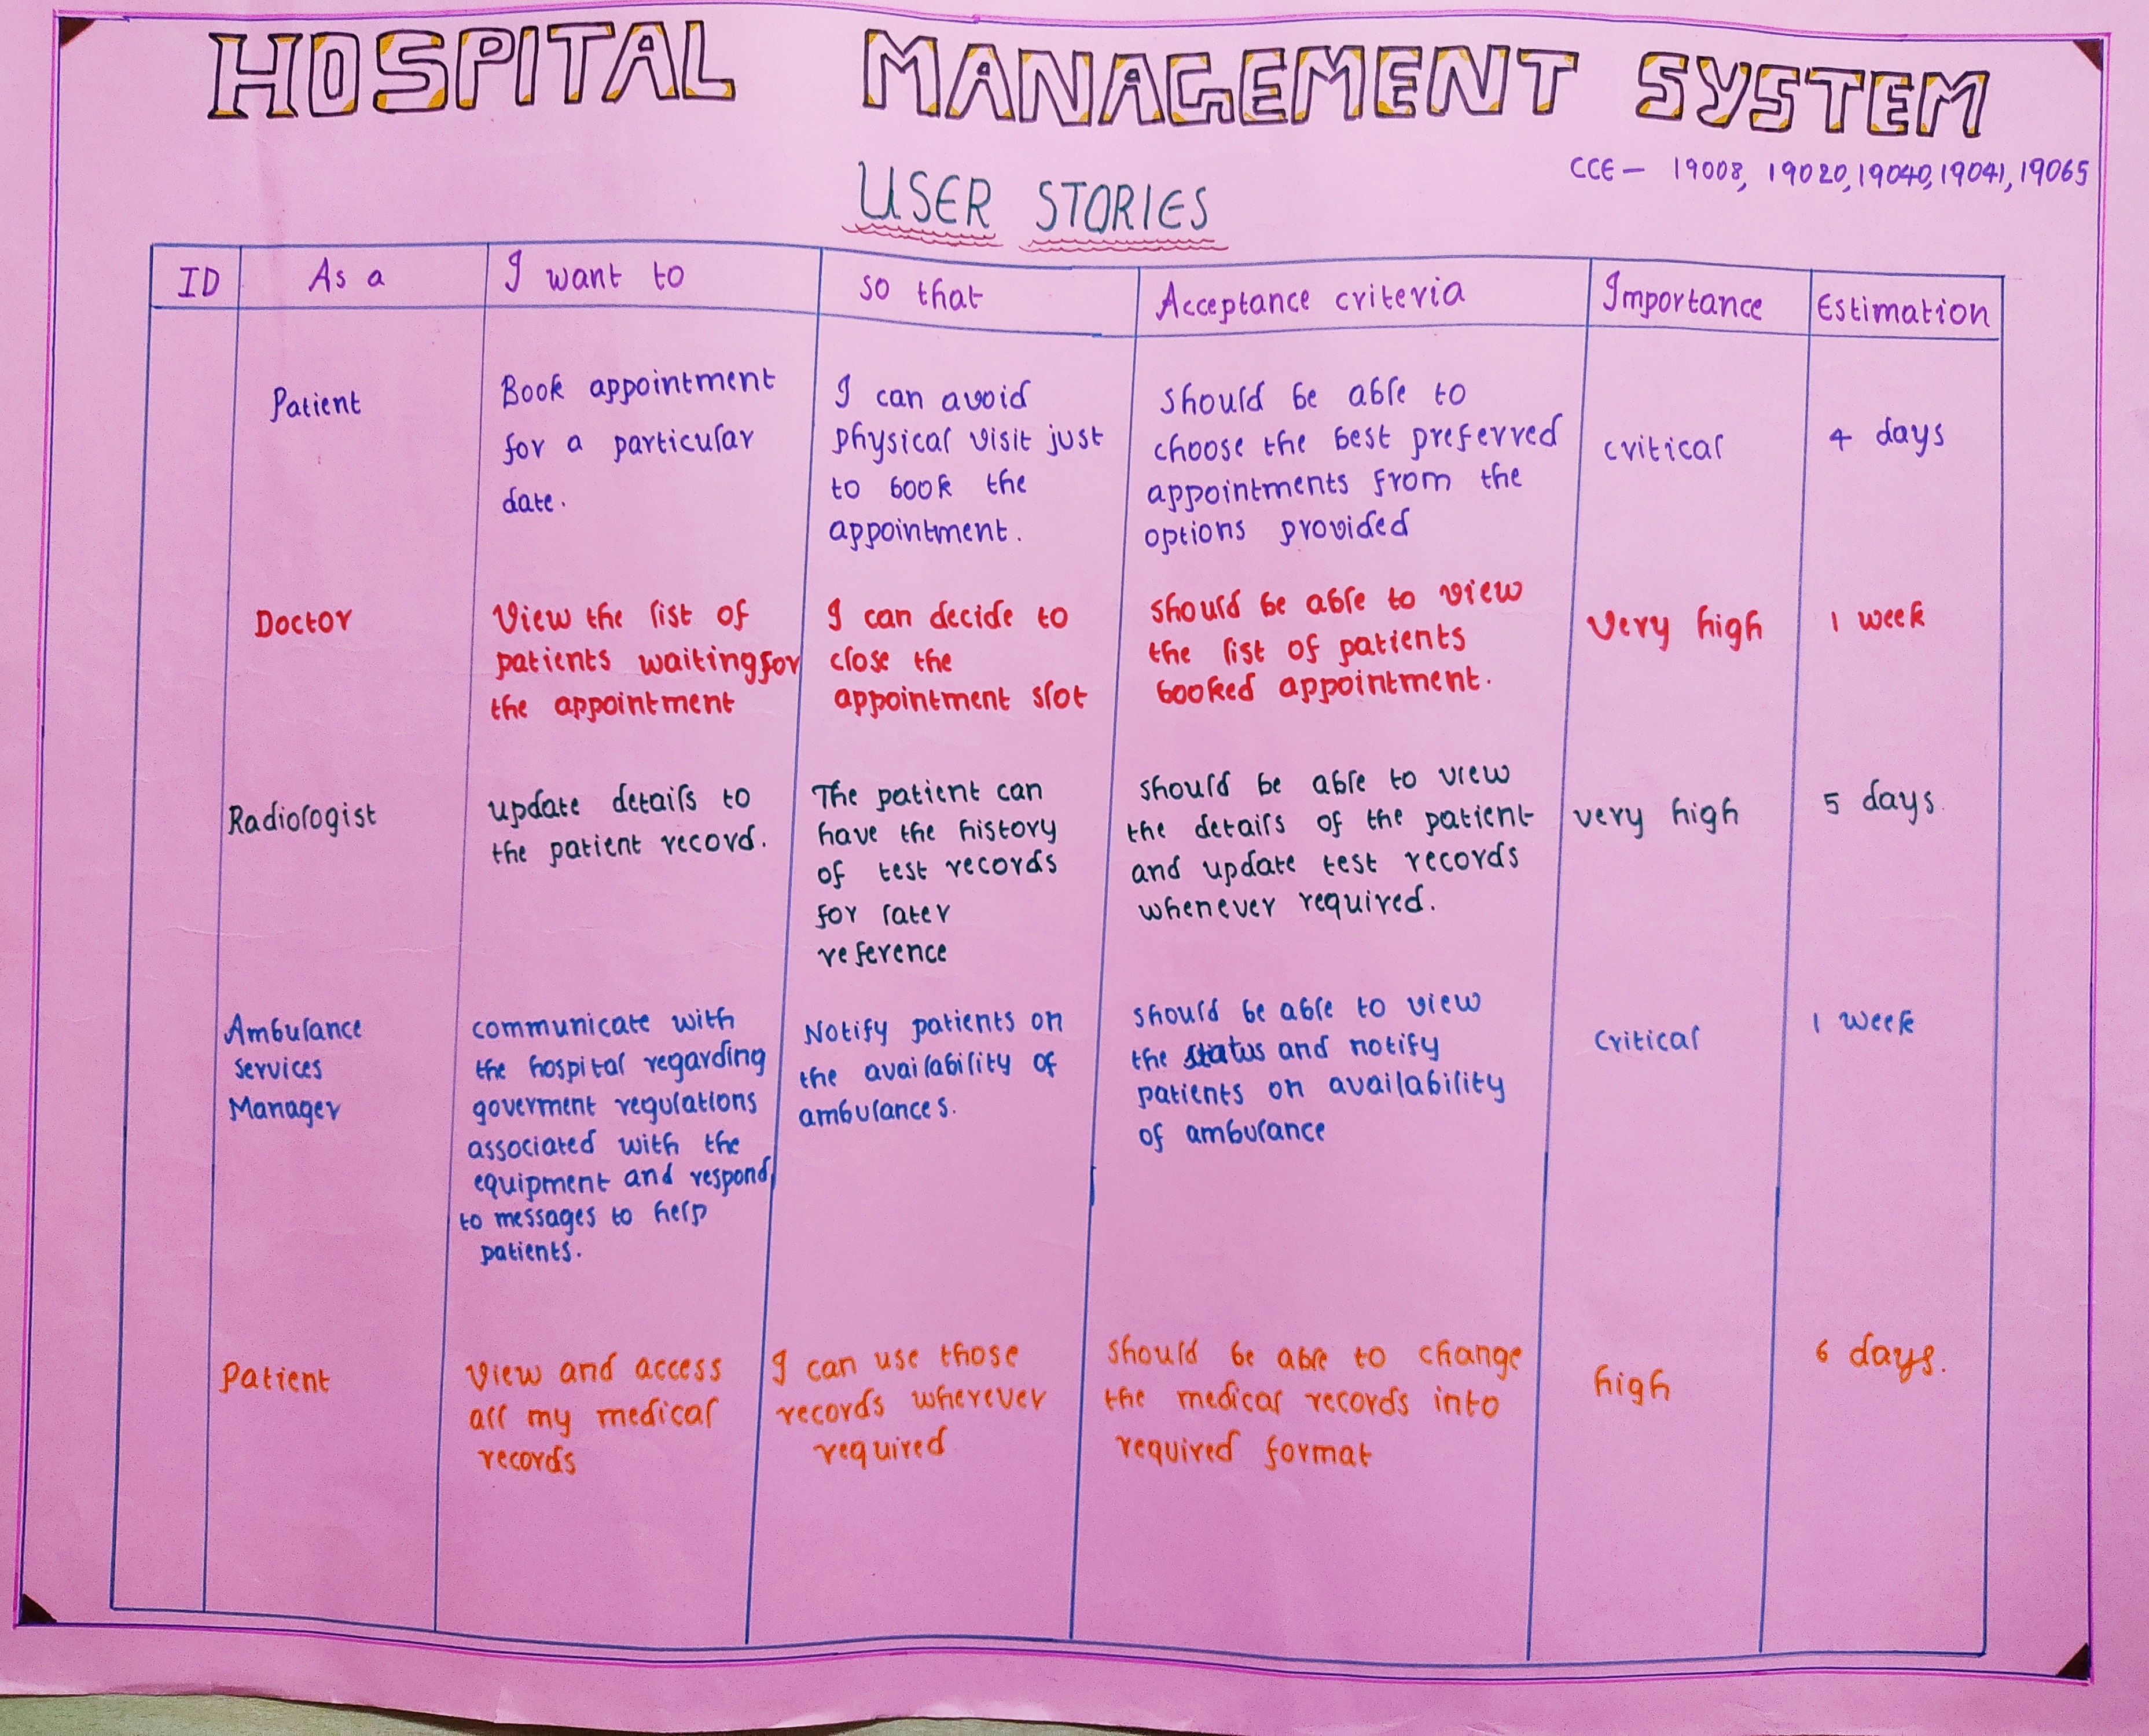 HOSPITAL MANAGEMENT SYSTEM
CCE - 19008, 19020, 19040, 19041, 19065
USER STORIES
ID
As a
I want to
so that
Acceptance criteria
Importance
Estimation
Patient
Book appointment
for a particular
date.
I can avoid
physical visit just
to book the
appointment.
should be able to
choose the best preferred
appointments from the
options provided
critical
4 days
Doctor
View the list of
patients waiting for
the appointment
I can decide to
close the
appointment slot
should be able to view
the list of patients
booked appointment.
Very high
1 week
Radiologist
update details to
the patient record.
The patient can
have the history
of test records
for later
reference
should be able to view
the details of the patient
and update test records
whenever required.
very high
5 days.
Ambulance
services
Manager
communicate with
the hospital regarding
goverment regulations
associated with the
equipment and respond
to messages to help
patients.
Notify patients on
the availability of
ambulances.
should be able to view
the status and notify
patients on availability
of ambulance
critical
1 week
Patient
View and access
all my medical
records
I can use those
records wherever
required
should be able to change
the medical records into
required format
high
6 days.